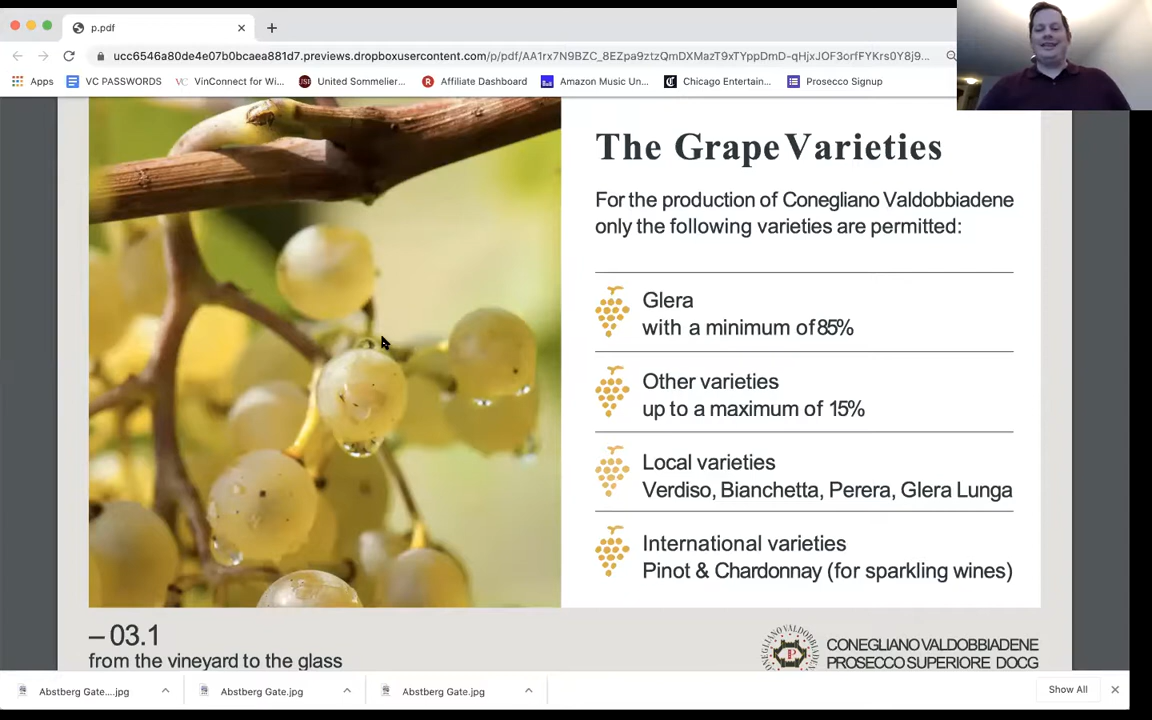 p.pdf
ucc6546a80de4e07b0bcaea881d7.previews.dropboxusercontent.com/p/pdf/AA1rx7N9BZC_8EZpa9ztzQmDXMazT9xTYppDmD-qHjxJOF3orfFYKrs0Y8j9...
Apps VC PASSWORDS VinConnect for Wi... United Sommelier... Affiliate Dashboard Amazon Music Un... Chicago Entertain... Prosecco Signup
The Grape Varieties
For the production of Conegliano Valdobbiadene
only the following varieties are permitted:
Glera
with a minimum of 85%
Other varieties
up to a maximum of 15%
Local varieties
Verdiso, Bianchetta, Perera, Glera Lunga
International varieties
Pinot & Chardonnay (for sparkling wines)
– 03.1
from the vineyard to the glass
CONEGLIANO VALDOBBIADENE
PROSECCO SUPERIORE DOCG
Abstberg Gate....jpg Abstberg Gate.jpg Abstberg Gate.jpg Show All